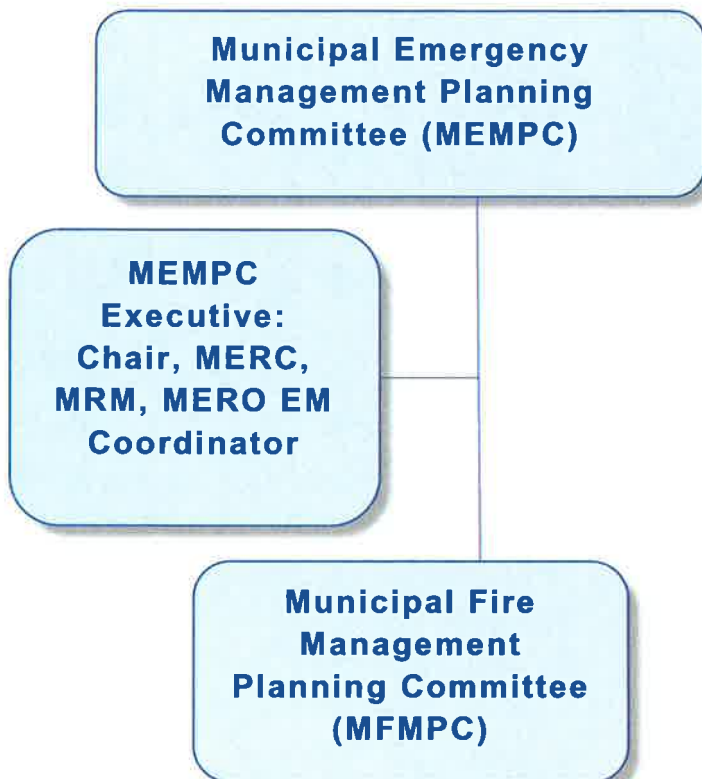 Municipal Emergency
Management Planning
Committee (MEMPC)
MEMPC
Executive:
Chair, MERC,
MRM, MERO EM
Coordinator
Municipal Fire
Management
Planning Committee
(MFMPC)